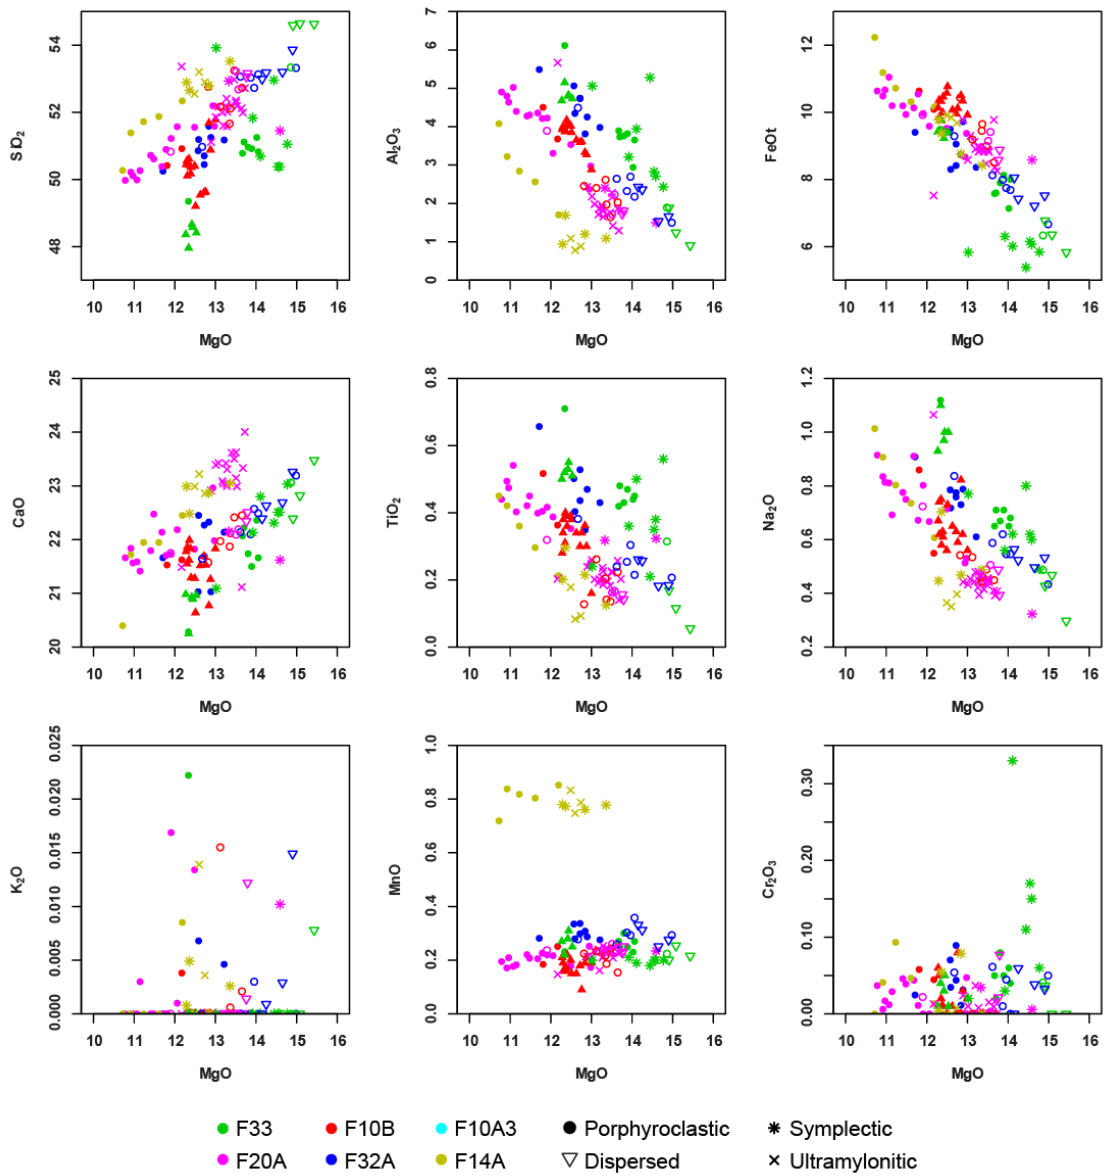 SiO2
54
52
50
48
10 11 12 13 14 15 16
MgO
Al2O3
7
6
5
4
3
2
1
0
10 11 12 13 14 15 16
MgO
FeOt
12
10
8
6
10 11 12 13 14 15 16
MgO
CaO
25
24
23
22
21
20
10 11 12 13 14 15 16
MgO
TiO2
0.8
0.6
0.4
0.2
0.0
10 11 12 13 14 15 16
MgO
Na2O
1.2
1.0
0.8
0.6
0.4
0.2
10 11 12 13 14 15 16
MgO
K2O
0.025
0.020
0.015
0.010
0.005
0.000
10 11 12 13 14 15 16
MgO
MnO
1.0
0.8
0.6
0.4
0.2
0.0
10 11 12 13 14 15 16
MgO
Cr2O3
0.30
0.20
0.10
0.00
10 11 12 13 14 15 16
MgO
F33 F10B F10A3 Porphyroclastic Symplectic
F20A F32A F14A Dispersed Ultramylonitic